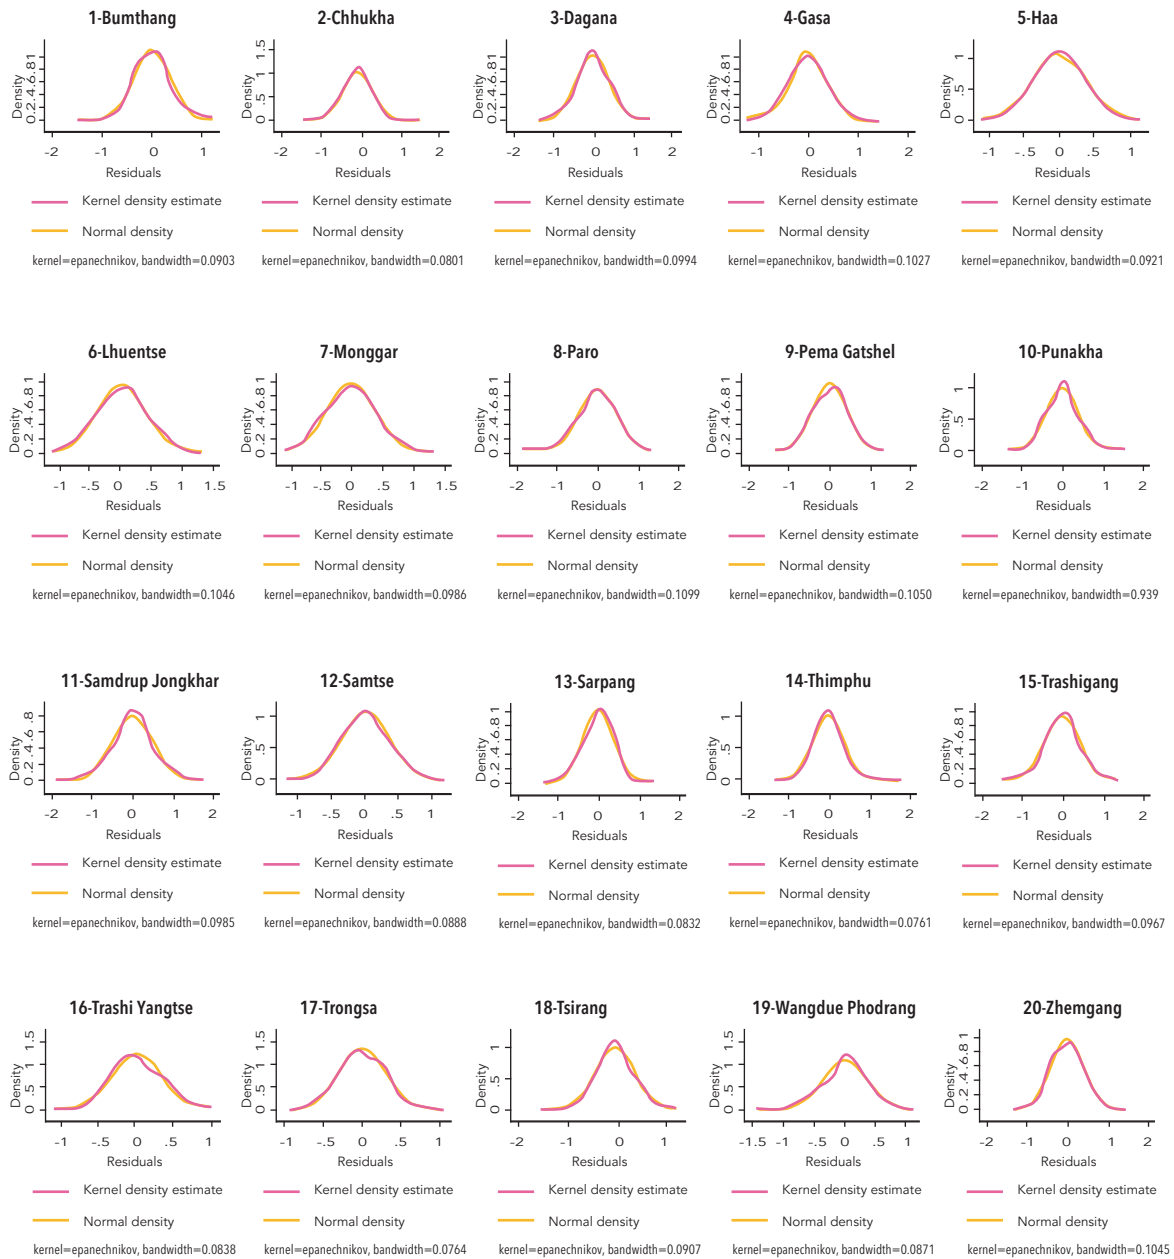 1-Bumthang
Density
0 .2 .4 .6 .8 1
-2 -1 0 1
Residuals
Kernel density estimate
Normal density
kernel=epanechnikov, bandwidth=0.0903
2-Chhukha
Density
0 .5 1 1.5
-2 -1 0 1 2
Residuals
Kernel density estimate
Normal density
kernel=epanechnikov, bandwidth=0.0801
3-Dagana
Density
0 .2 .4 .6 .8 1
-2 -1 0 1 2
Residuals
Kernel density estimate
Normal density
kernel=epanechnikov, bandwidth=0.0994
4-Gasa
Density
0 .2 .4 .6 .8 1
-1 0 1 2
Residuals
Kernel density estimate
Normal density
kernel=epanechnikov, bandwidth=0.1027
5-Haa
Density
0 .5 1
-1 -.5 0 .5 1
Residuals
Kernel density estimate
Normal density
kernel=epanechnikov, bandwidth=0.0921
6-Lhuentse
Density
0 .2 .4 .6 .8 1
-1 -.5 0 .5 1 1.5
Residuals
Kernel density estimate
Normal density
kernel=epanechnikov, bandwidth=0.1046
7-Monggar
Density
0 .2 .4 .6 .8 1
-1 -.5 0 .5 1 1.5
Residuals
Kernel density estimate
Normal density
kernel=epanechnikov, bandwidth=0.0986
8-Paro
Density
0 .2 .4 .6 .8 1
-2 -1 0 1 2
Residuals
Kernel density estimate
Normal density
kernel=epanechnikov, bandwidth=0.1099
9-Pema Gatshel
Density
0 .2 .4 .6 .8 1
-2 -1 0 1 2
Residuals
Kernel density estimate
Normal density
kernel=epanechnikov, bandwidth=0.1050
10-Punakha
Density
0 .5 1
-2 -1 0 1 2
Residuals
Kernel density estimate
Normal density
kernel=epanechnikov, bandwidth=0.939
11-Samdrup Jongkhar
Density
0 .2 .4 .6 .8
-2 -1 0 1 2
Residuals
Kernel density estimate
Normal density
kernel=epanechnikov, bandwidth=0.0985
12-Samtse
Density
0 .5 1
-1 -.5 0 .5 1
Residuals
Kernel density estimate
Normal density
kernel=epanechnikov, bandwidth=0.0888
13-Sarpang
Density
0 .2 .4 .6 .8 1
-2 -1 0 1 2
Residuals
Kernel density estimate
Normal density
kernel=epanechnikov, bandwidth=0.0832
14-Thimphu
Density
0 .5 1
-2 -1 0 1 2
Residuals
Kernel density estimate
Normal density
kernel=epanechnikov, bandwidth=0.0761
15-Trashigang
Density
0 .2 .4 .6 .8 1
-2 -1 0 1 2
Residuals
Kernel density estimate
Normal density
kernel=epanechnikov, bandwidth=0.0967
16-Trashi Yangtse
Density
0 .5 1 1.5
-1 -.5 0 .5 1
Residuals
Kernel density estimate
Normal density
kernel=epanechnikov, bandwidth=0.0838
17-Trongsa
Density
0 .5 1 1.5
-1 -.5 0 .5 1
Residuals
Kernel density estimate
Normal density
kernel=epanechnikov, bandwidth=0.0764
18-Tsirang
Density
0 .5 1
-2 -1 0 1
Residuals
Kernel density estimate
Normal density
kernel=epanechnikov, bandwidth=0.0907
19-Wangdue Phodrang
Density
0 .5 1 1.5
-1.5 -1 -.5 0 .5 1
Residuals
Kernel density estimate
Normal density
kernel=epanechnikov, bandwidth=0.0871
20-Zhemgang
Density
0 .2 .4 .6 .8 1
-2 -1 0 1 2
Residuals
Kernel density estimate
Normal density
kernel=epanechnikov, bandwidth=0.1045